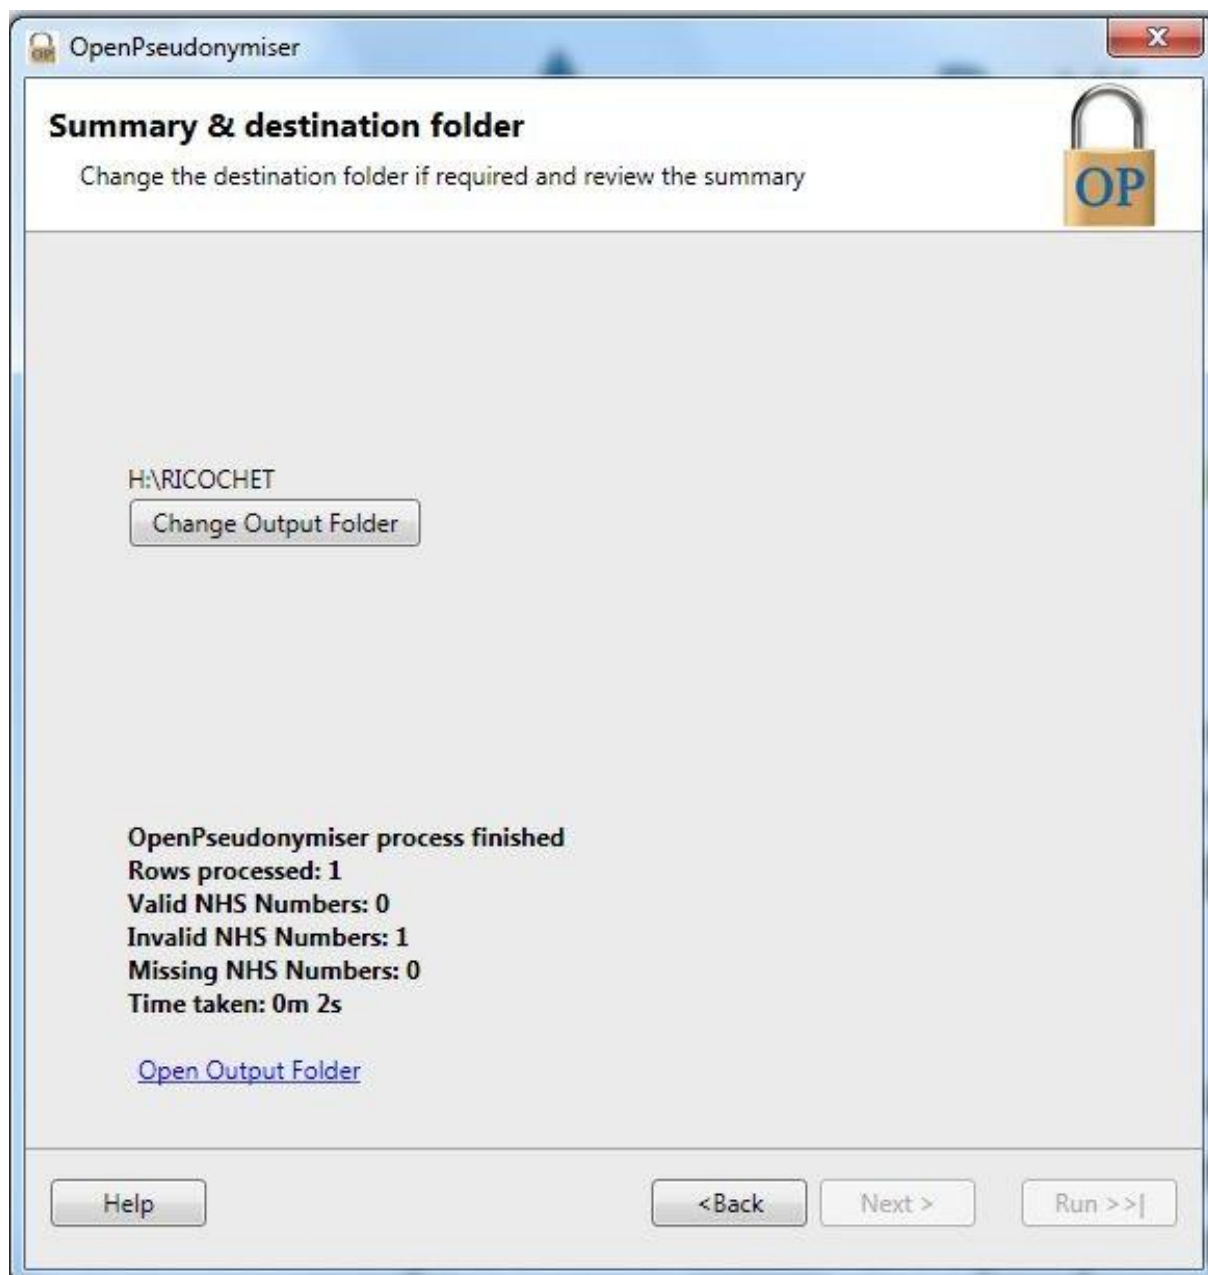 OpenPseudonymiser
Summary & destination folder
Change the destination folder if required and review the summary
OP
H:\RICOCHET
Change Output Folder
OpenPseudonymiser process finished
Rows processed: 1
Valid NHS Numbers: 0
Invalid NHS Numbers: 1
Missing NHS Numbers: 0
Time taken: 0m 2s
Open Output Folder
Help
<Back
Next >
Run >>|